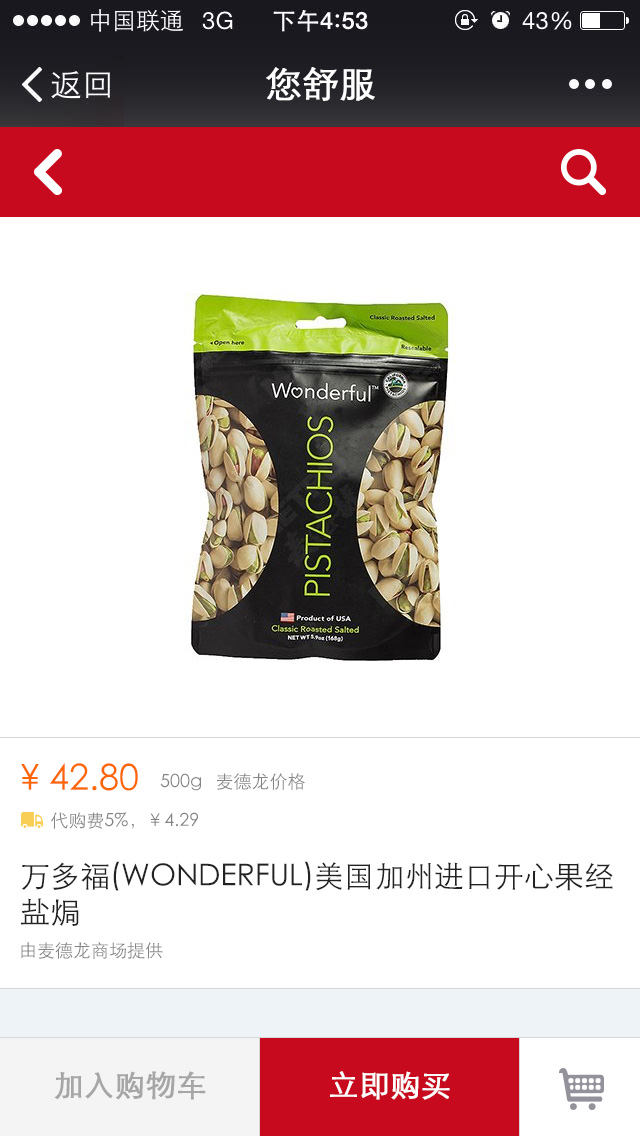 中国联通 3G 下午4:53 43%
返回 您舒服
Classic Roasted Salted
Open here
Resealable
Wonderful™
PISTACHIOS
Product of USA
Classic Roasted Salted
NET WT 5.9oz (168g)
¥ 42.80 500g 麦德龙价格
代购费5%，¥ 4.29
万多福(WONDERFUL)美国加州进口开心果经
盐焗
由麦德龙商场提供
加入购物车 立即购买